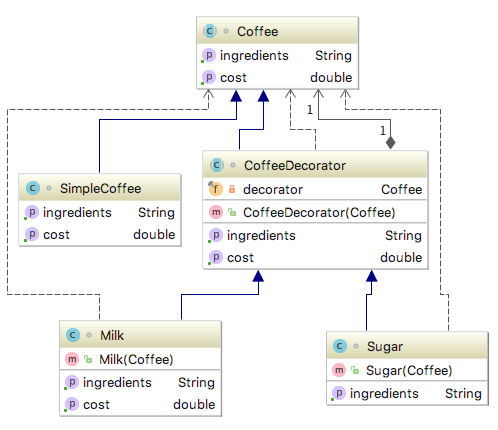 C Coffee
p ingredients String
p cost double
1
1
C CoffeeDecorator
f decorator Coffee
m CoffeeDecorator(Coffee)
p ingredients String
p cost double
C SimpleCoffee
p ingredients String
p cost double
C Milk
m Milk(Coffee)
p ingredients String
p cost double
C Sugar
m Sugar(Coffee)
p ingredients String